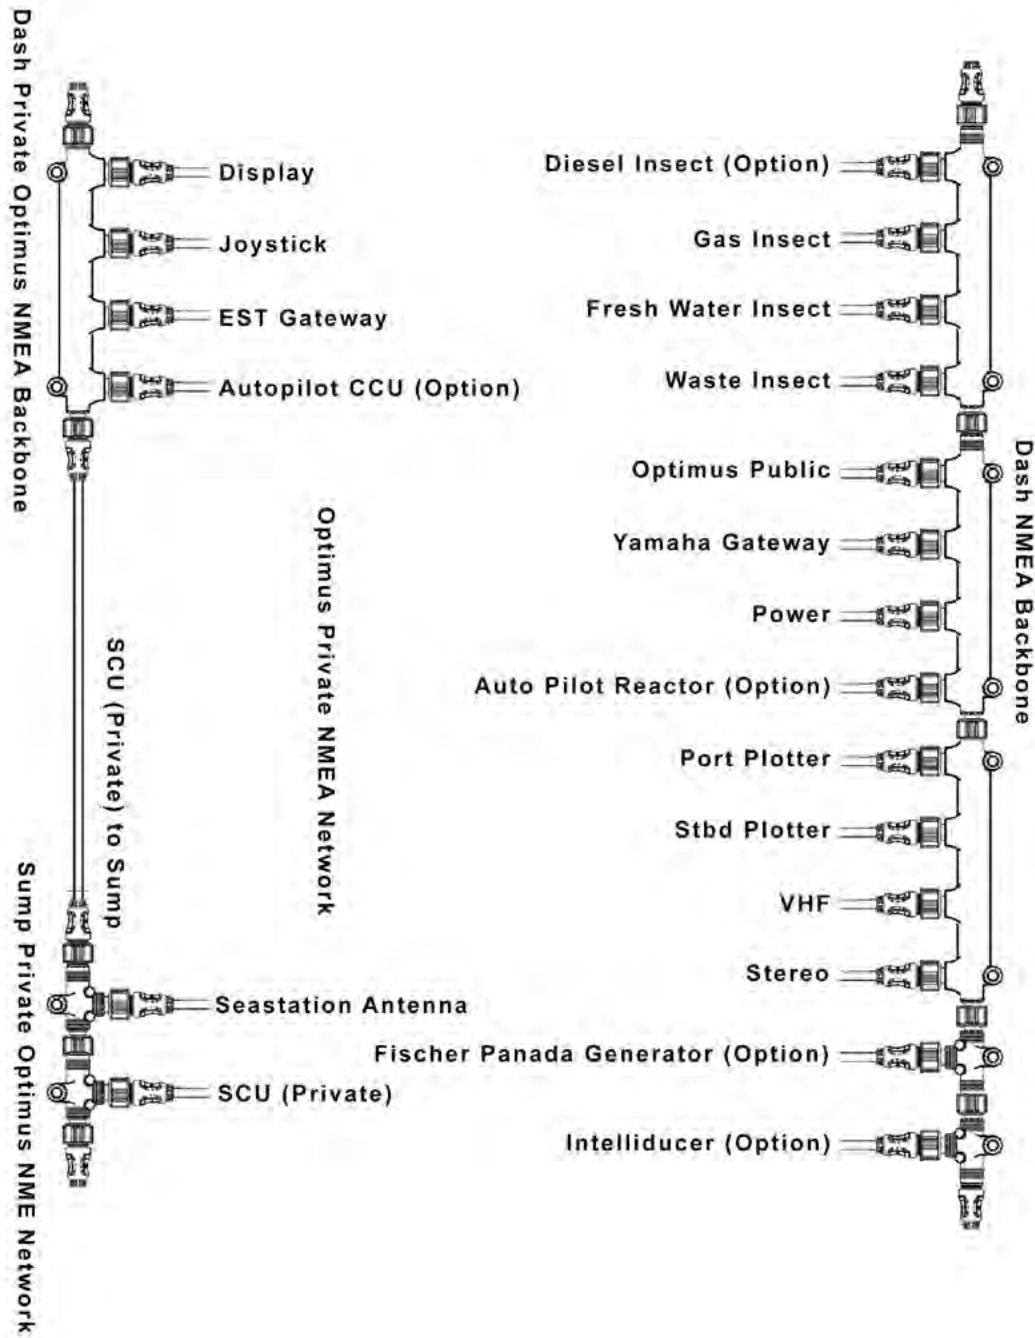 Dash Private Optimus NMEA Backbone
Display
Joystick
EST Gateway
Autopilot CCU (Option)
Optimus Private NMEA Network
SCU (Private) to Sump
Sump Private Optimus NME Network
Seastation Antenna
SCU (Private)
Diesel Insect (Option)
Gas Insect
Fresh Water Insect
Waste Insect
Dash NMEA Backbone
Optimus Public
Yamaha Gateway
Power
Auto Pilot Reactor (Option)
Port Plotter
Stbd Plotter
VHF
Stereo
Fischer Panada Generator (Option)
Intelliducer (Option)